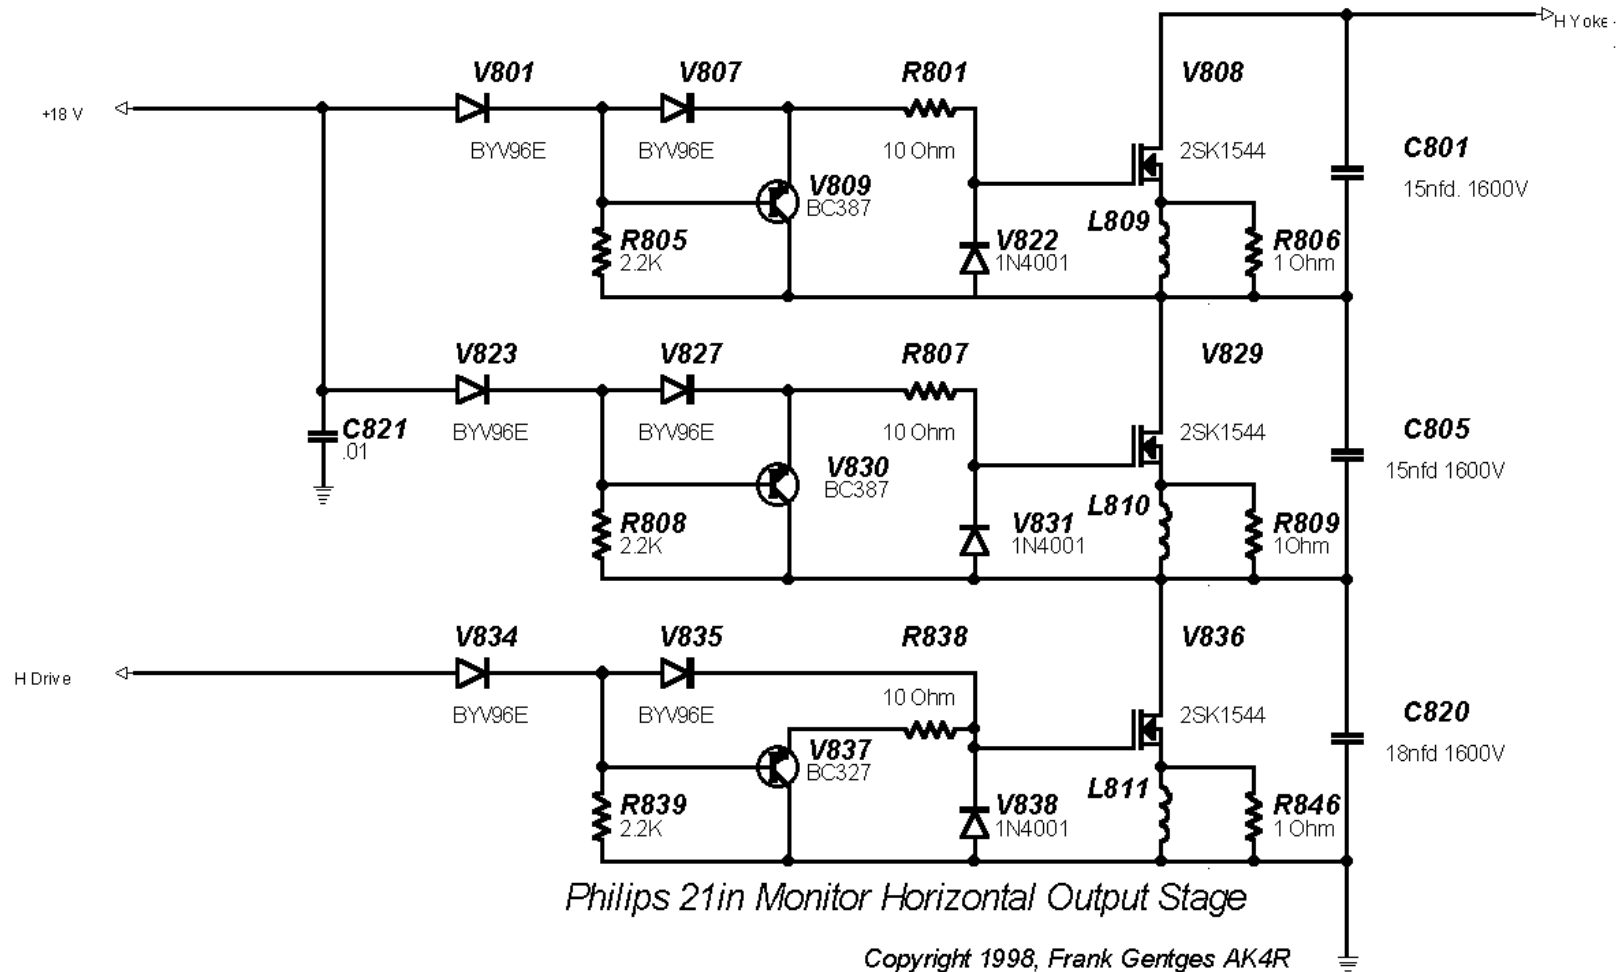 H Yoke
V801
V807
R801
V808
+18 V
BYV96E
BYV96E
10 Ohm
2SK1544
C801
15nfd. 1600V
V809
BC387
L809
R805
2.2K
V822
1N4001
R806
1 Ohm
V823
V827
R807
V829
C821
.01
BYV96E
BYV96E
10 Ohm
2SK1544
C805
15nfd 1600V
V830
BC387
L810
R808
2.2K
V831
1N4001
R809
1Ohm
V834
V835
R838
V836
H Drive
BYV96E
BYV96E
10 Ohm
2SK1544
C820
18nfd 1600V
V837
BC327
L811
R839
2.2K
V838
1N4001
R846
1 Ohm
Philips 21in Monitor Horizontal Output Stage
Copyright 1998, Frank Gentges AK4R